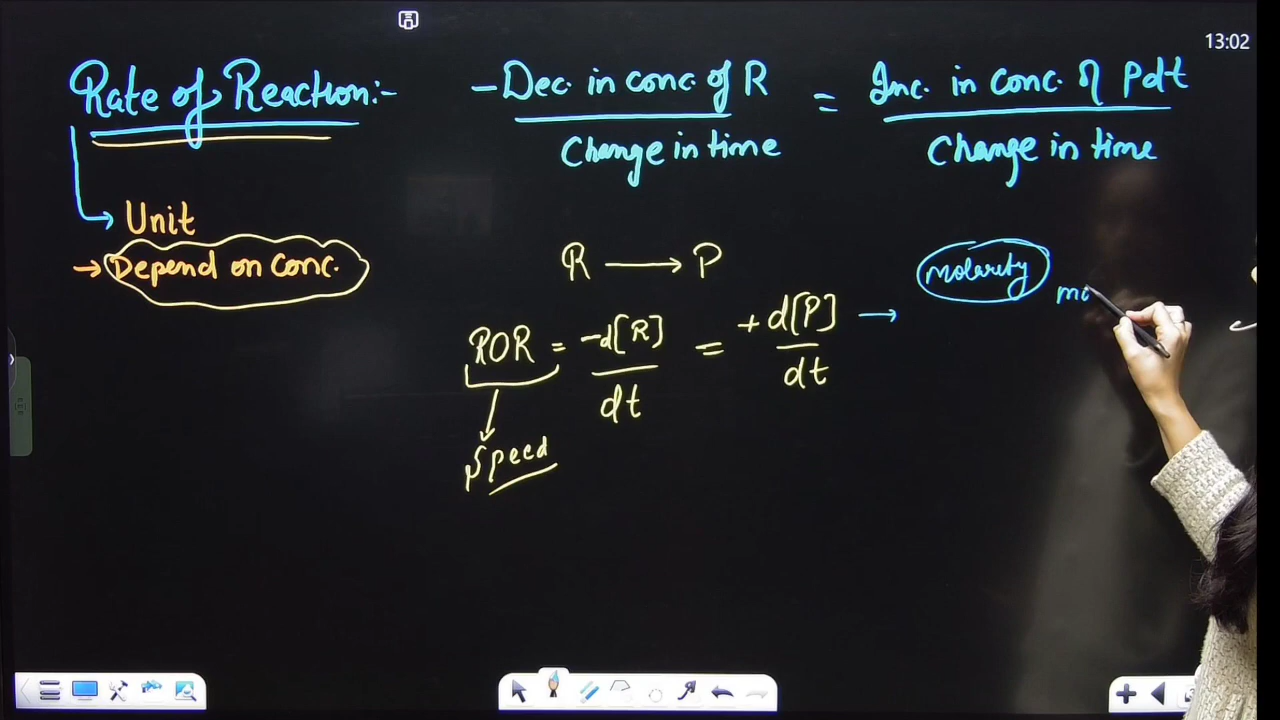 13:02
Rate of Reaction:- -Dec. in conc. of R / Change in time = Inc. in conc. of Pdt / Change in time
Unit
→ Depend on Conc.
R → P
Molarity
mo
ROR = -d[R] / dt = + d[P] / dt →
Speed